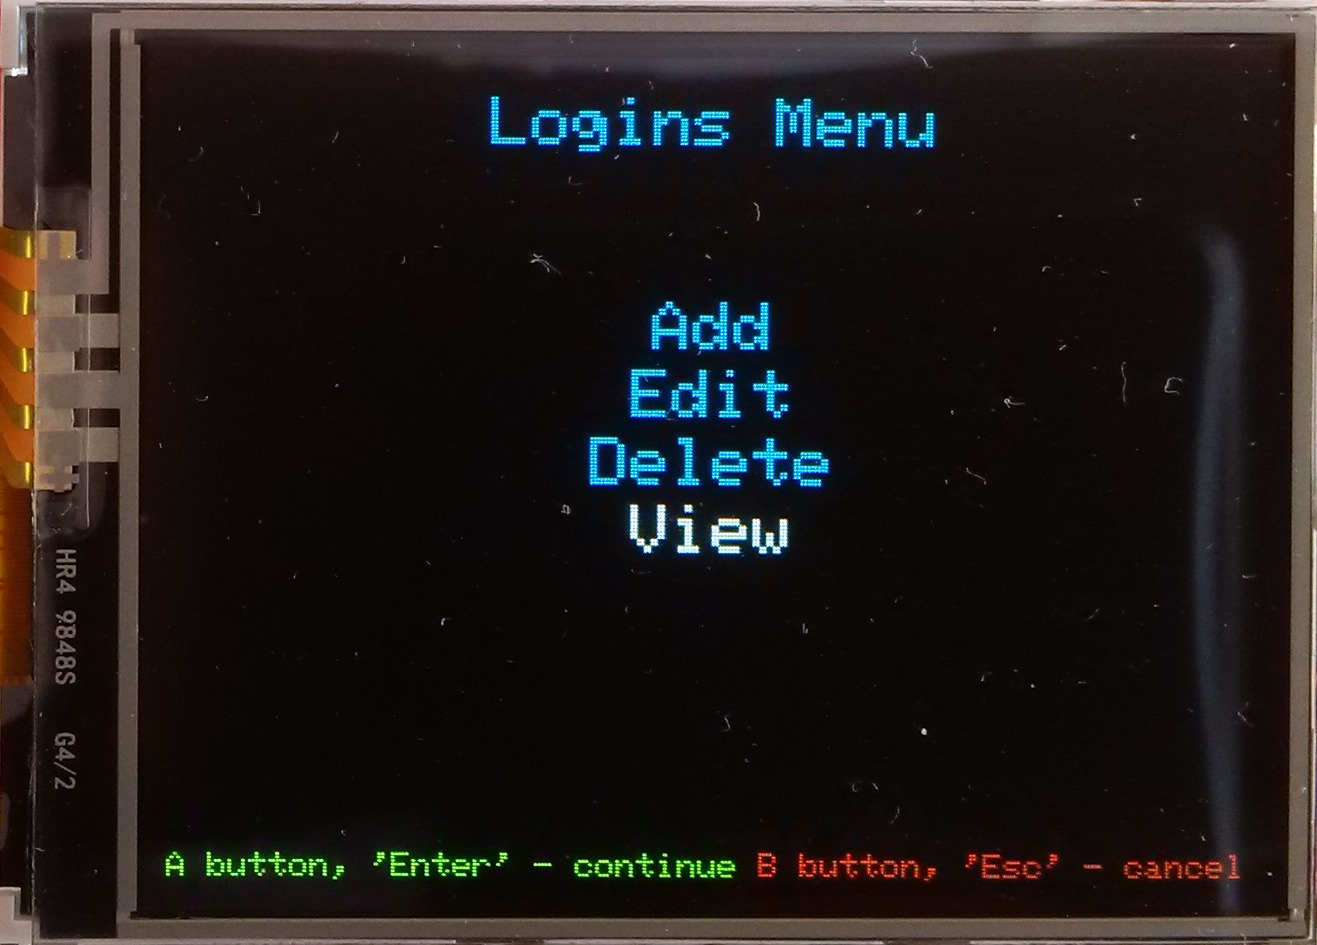 Logins Menu
Add
Edit
Delete
View
A button, 'Enter' - continue B button, 'Esc' - cancel
HR4 9848S G4/2